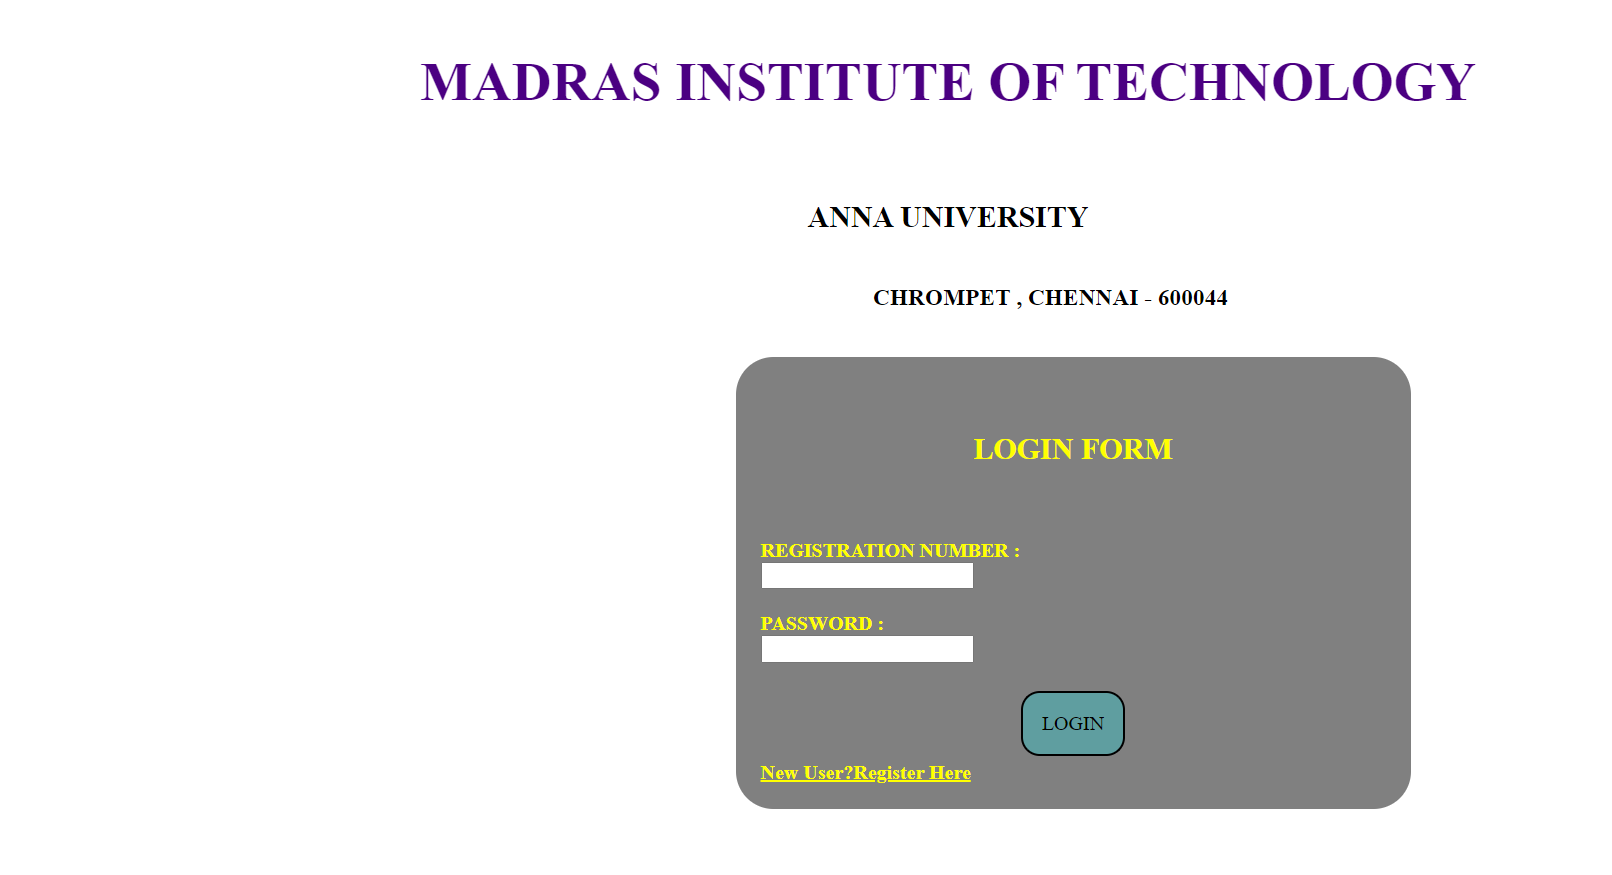 MADRAS INSTITUTE OF TECHNOLOGY
ANNA UNIVERSITY
CHROMPET , CHENNAI - 600044
LOGIN FORM
REGISTRATION NUMBER :
PASSWORD :
LOGIN
New User?Register Here